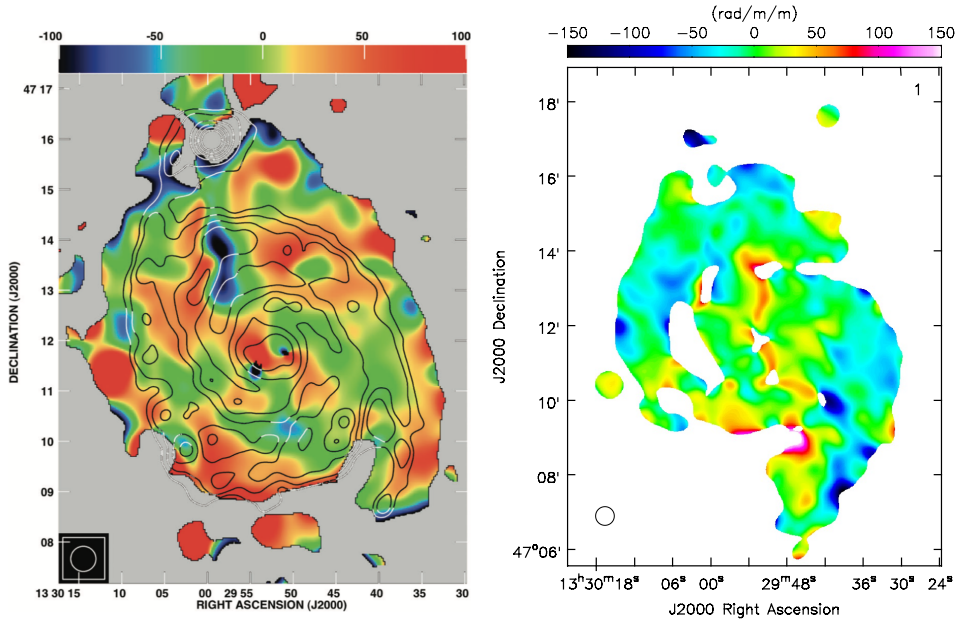 -100 -50 0 50 100
47 17
16
15
14
13
12
11
10
09
08
DECLINATION (J2000)
13 30 15 10 05 00 29 55 50 45 40 35 30
RIGHT ASCENSION (J2000)
(rad/m/m)
-150 -100 -50 0 50 100 150
1
18'
16'
14'
12'
10'
08'
47°06'
J2000 Declination
13ʰ30ᵐ18ˢ 06ˢ 00ˢ 29ᵐ48ˢ 36ˢ 30ˢ 24ˢ
J2000 Right Ascension